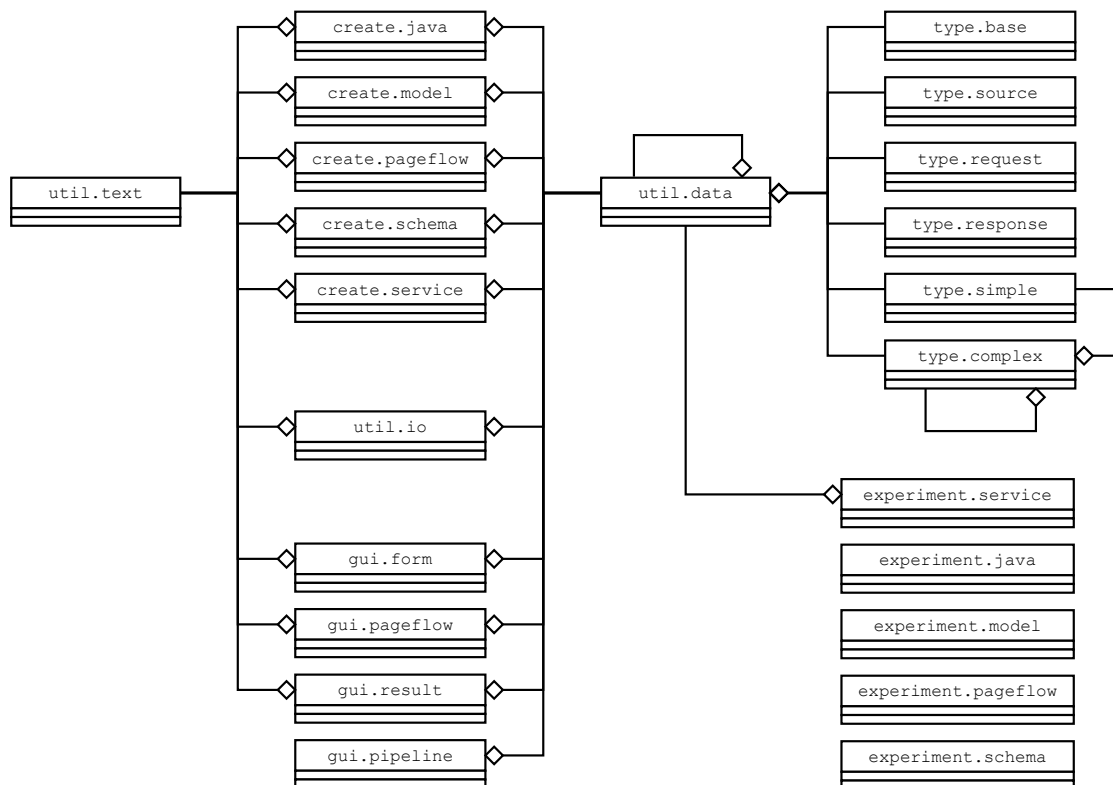 create.java
type.base
create.model
type.source
create.pageflow
type.request
util.text
util.data
create.schema
type.response
create.service
type.simple
type.complex
util.io
experiment.service
gui.form
experiment.java
gui.pageflow
experiment.model
gui.result
experiment.pageflow
gui.pipeline
experiment.schema